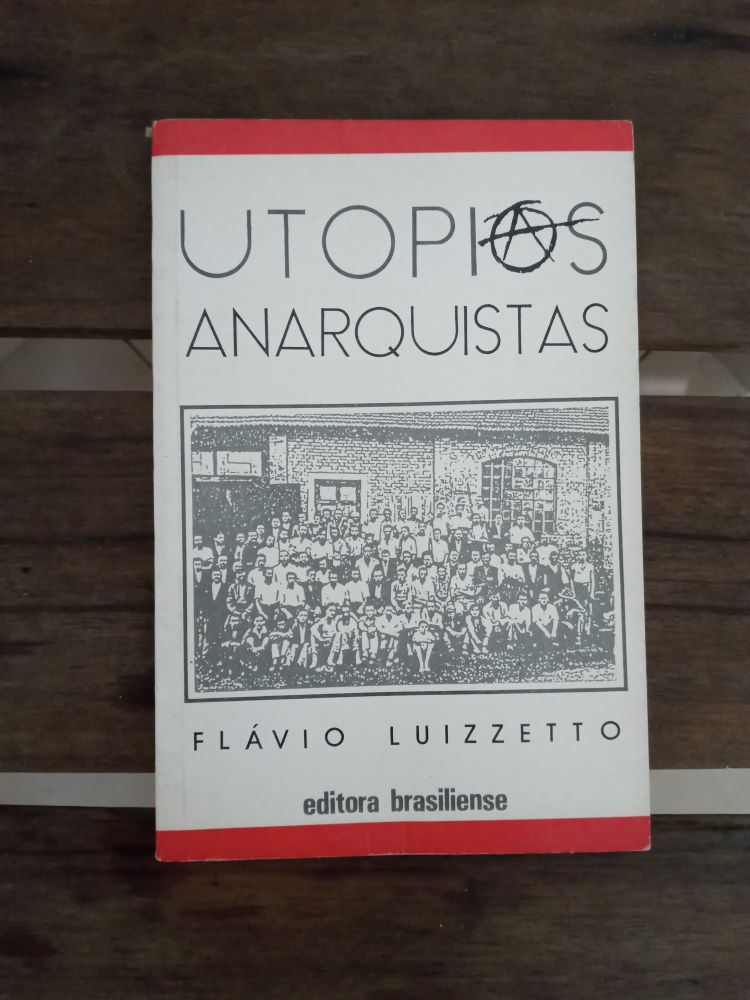 UTOPIAS
ANARQUISTAS
FLÁVIO LUIZZETTO
editora brasiliense